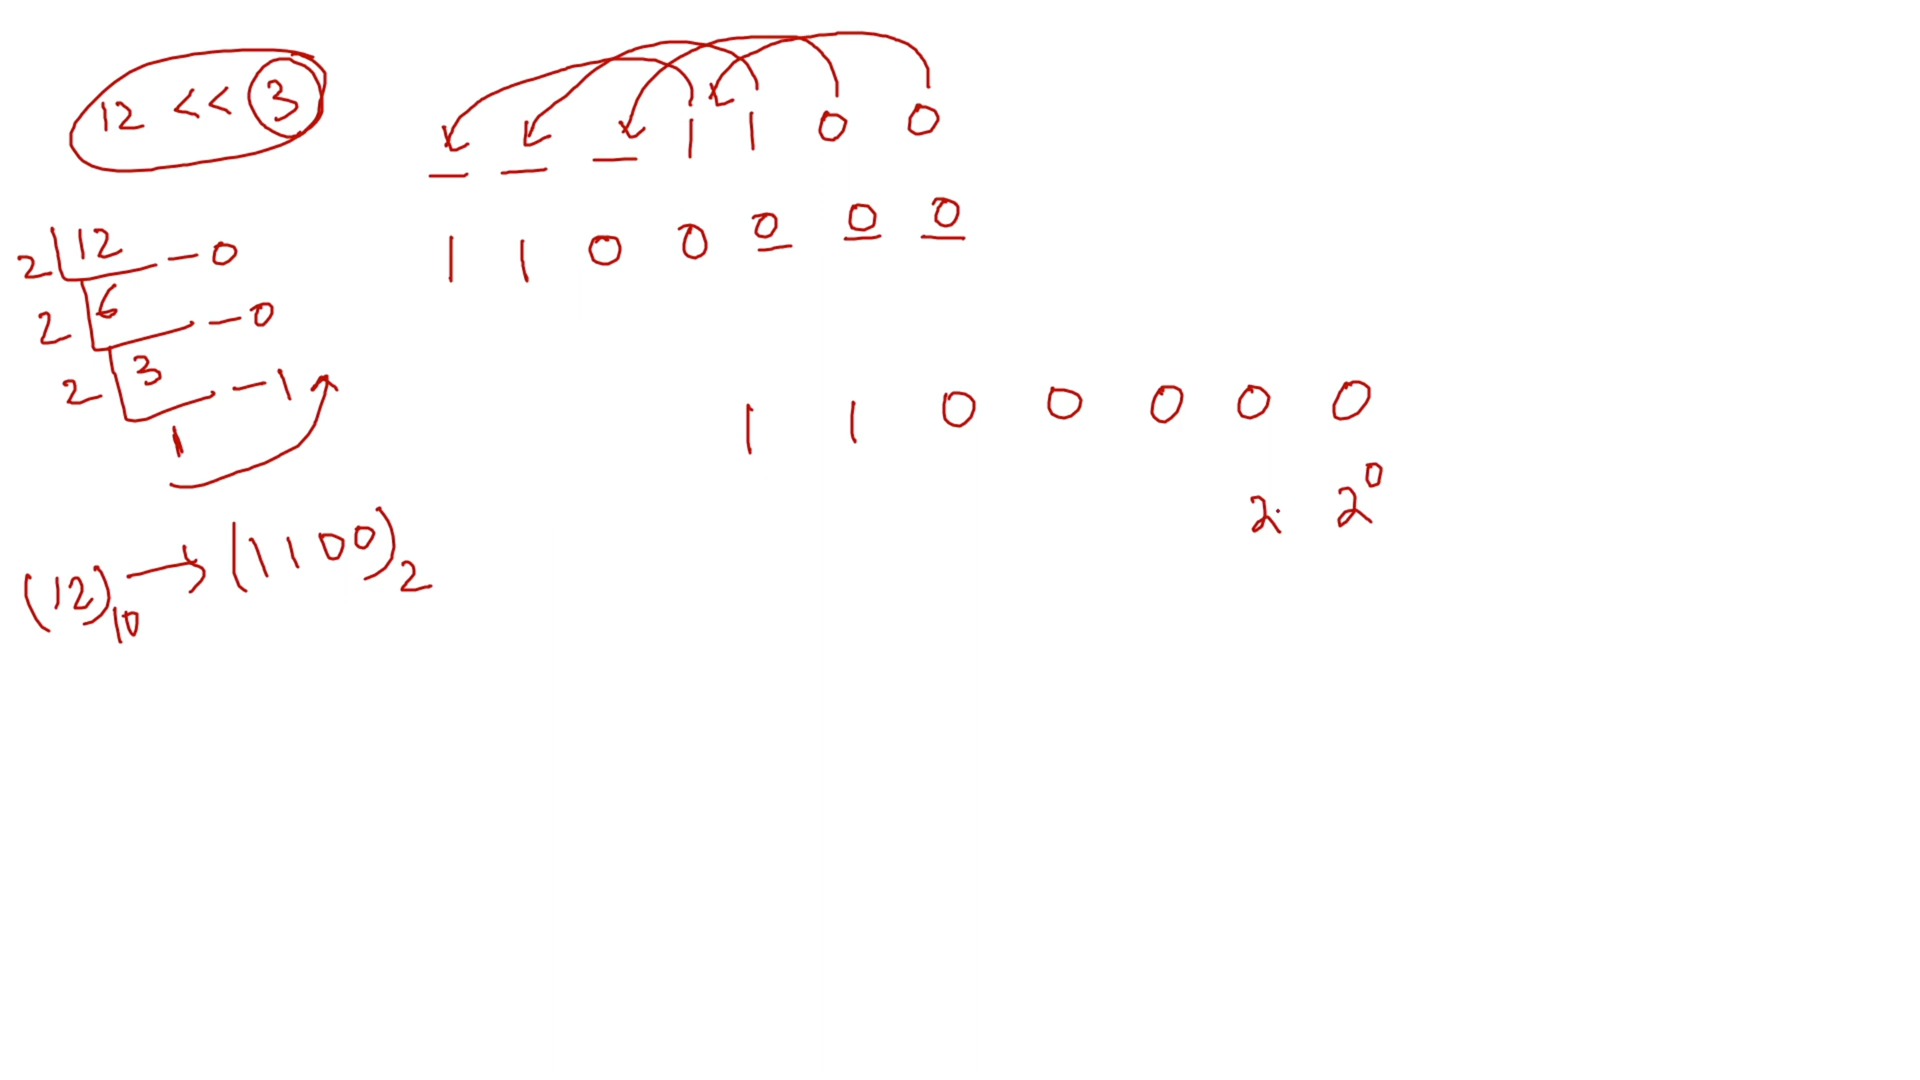 12 << 3
1 1 0 0
1 1 0 0 0 0 0
2 12 - 0
2 6 - 0
2 3 - 1
1
1 1 0 0 0 0 0
2 2⁰
(12)₁₀ → (1100)₂